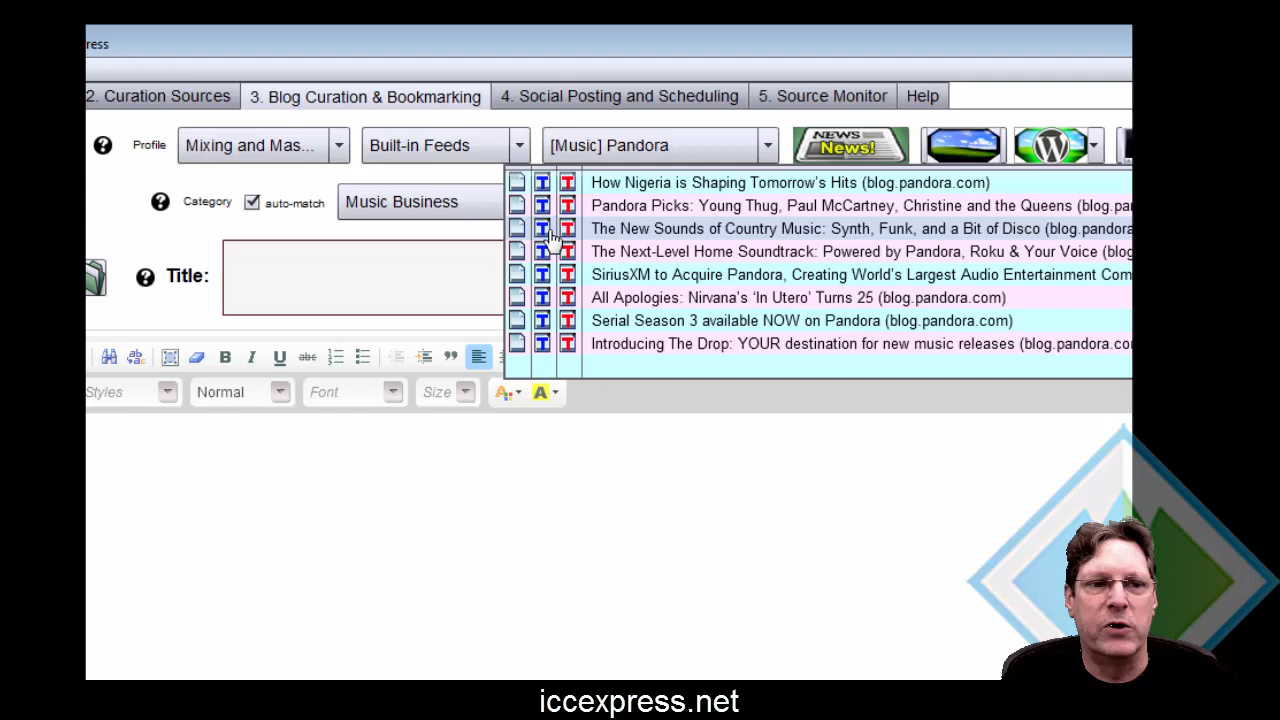 ress
2. Curation Sources 3. Blog Curation & Bookmarking 4. Social Posting and Scheduling 5. Source Monitor Help
? Profile Mixing and Mas... Built-in Feeds [Music] Pandora NEWS News! W
? Category auto-match Music Business
? Title:
T T How Nigeria is Shaping Tomorrow's Hits (blog.pandora.com)
T T Pandora Picks: Young Thug, Paul McCartney, Christine and the Queens (blog.pa
T T The New Sounds of Country Music: Synth, Funk, and a Bit of Disco (blog.pandora
T T The Next-Level Home Soundtrack: Powered by Pandora, Roku & Your Voice (blog
T T SiriusXM to Acquire Pandora, Creating World's Largest Audio Entertainment Com
T T All Apologies: Nirvana's 'In Utero' Turns 25 (blog.pandora.com)
T T Serial Season 3 available NOW on Pandora (blog.pandora.com)
T T Introducing The Drop: YOUR destination for new music releases (blog.pandora.co
B I U abc
Styles Normal Font Size A A
iccexpress.net